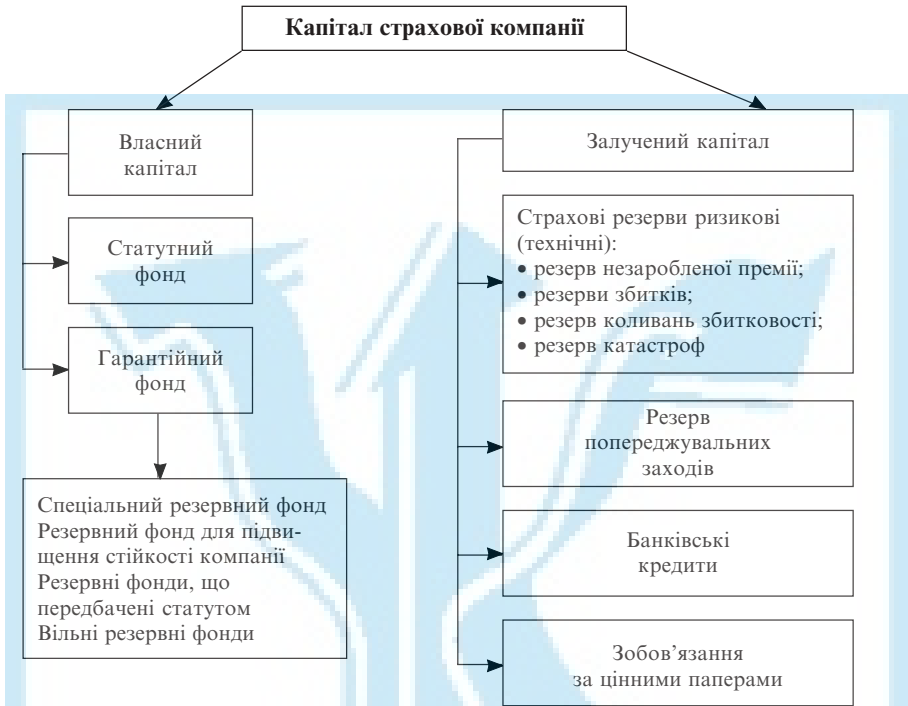 Капітал страхової компанії
Власний
капітал
Статутний
фонд
Гарантійний
фонд
Спеціальний резервний фонд
Резервний фонд для підви-
щення стійкості компанії
Резервні фонди, що
передбачені статутом
Вільні резервні фонди
Залучений капітал
Страхові резерви ризикові
(технічні):
• резерв незаробленої премії;
• резерви збитків;
• резерв коливань збитковості;
• резерв катастроф
Резерв
попереджувальних
заходів
Банківські
кредити
Зобов'язання
за цінними паперами